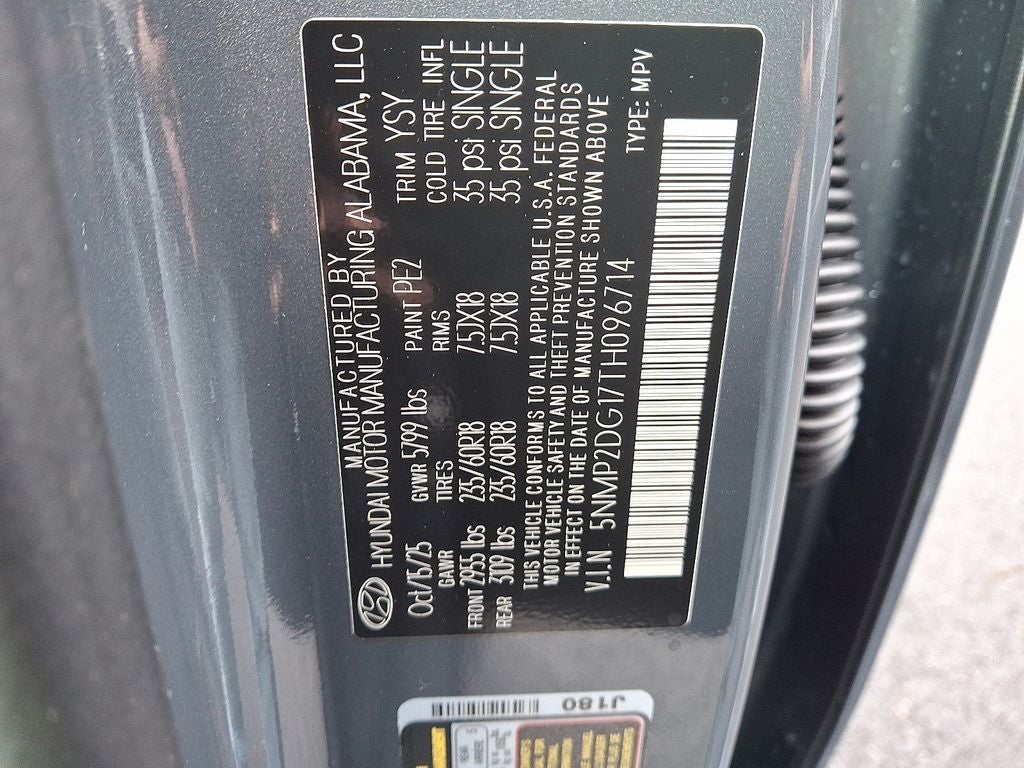 MANUFACTURED BY
HYUNDAI MOTOR MANUFACTURING ALABAMA, LLC
Oct/15/25 GVWR 5799 lbs PAINT PE2 TRIM YSY
GAWR TIRES RIMS COLD TIRE INFL
FRONT 2955 lbs 235/60R18 7.5JX18 35 psi SINGLE
REAR 3109 lbs 235/60R18 7.5JX18 35 psi SINGLE
THIS VEHICLE CONFORMS TO ALL APPLICABLE U.S.A. FEDERAL
MOTOR VEHICLE SAFETY AND THEFT PREVENTION STANDARDS
IN EFFECT ON THE DATE OF MANUFACTURE SHOWN ABOVE
V.I.N 5NMP2DG17TH096714 TYPE: MPV
J180